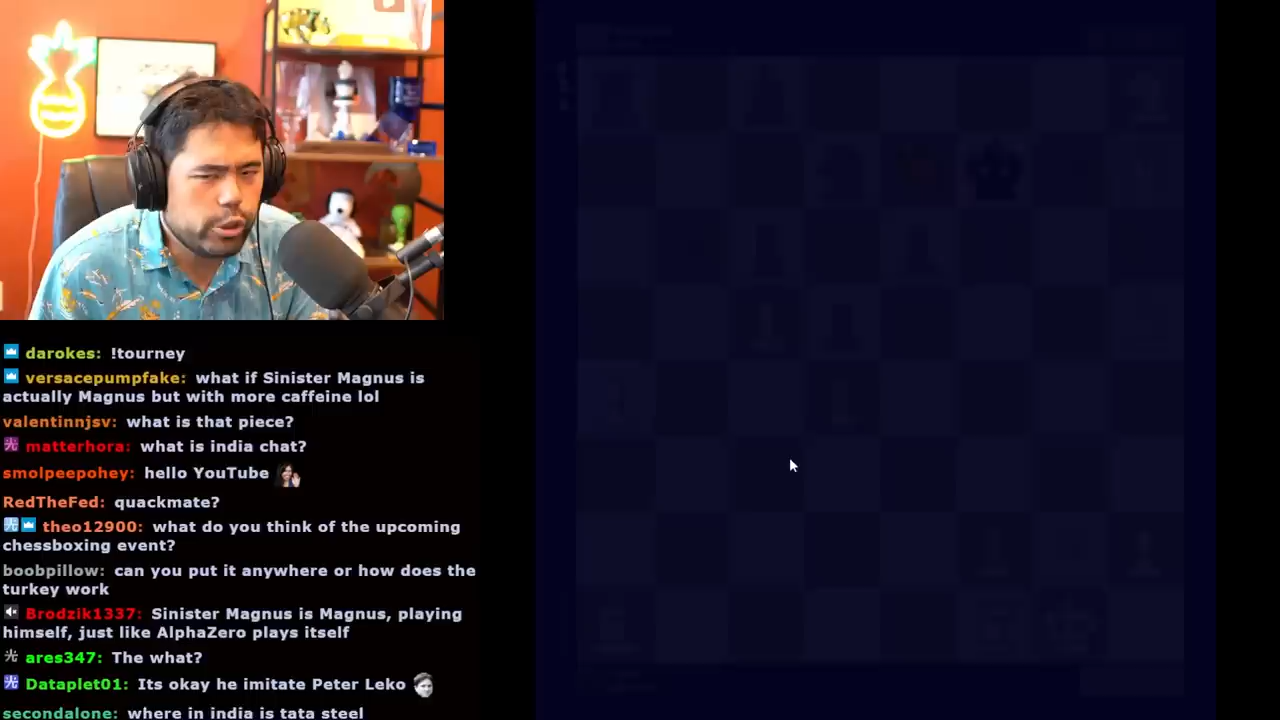 darokes: !tourney
versacepumpfake: what if Sinister Magnus is
actually Magnus but with more caffeine lol
valentinnjsv: what is that piece?
matterhora: what is india chat?
smolpeepohey: hello YouTube
RedTheFed: quackmate?
theo12900: what do you think of the upcoming
chessboxing event?
boobpillow: can you put it anywhere or how does the
turkey work
Brodzik1337: Sinister Magnus is Magnus, playing
himself, just like AlphaZero plays itself
ares347: The what?
Dataplet01: Its okay he imitate Peter Leko
secondalone: where in india is tata steel